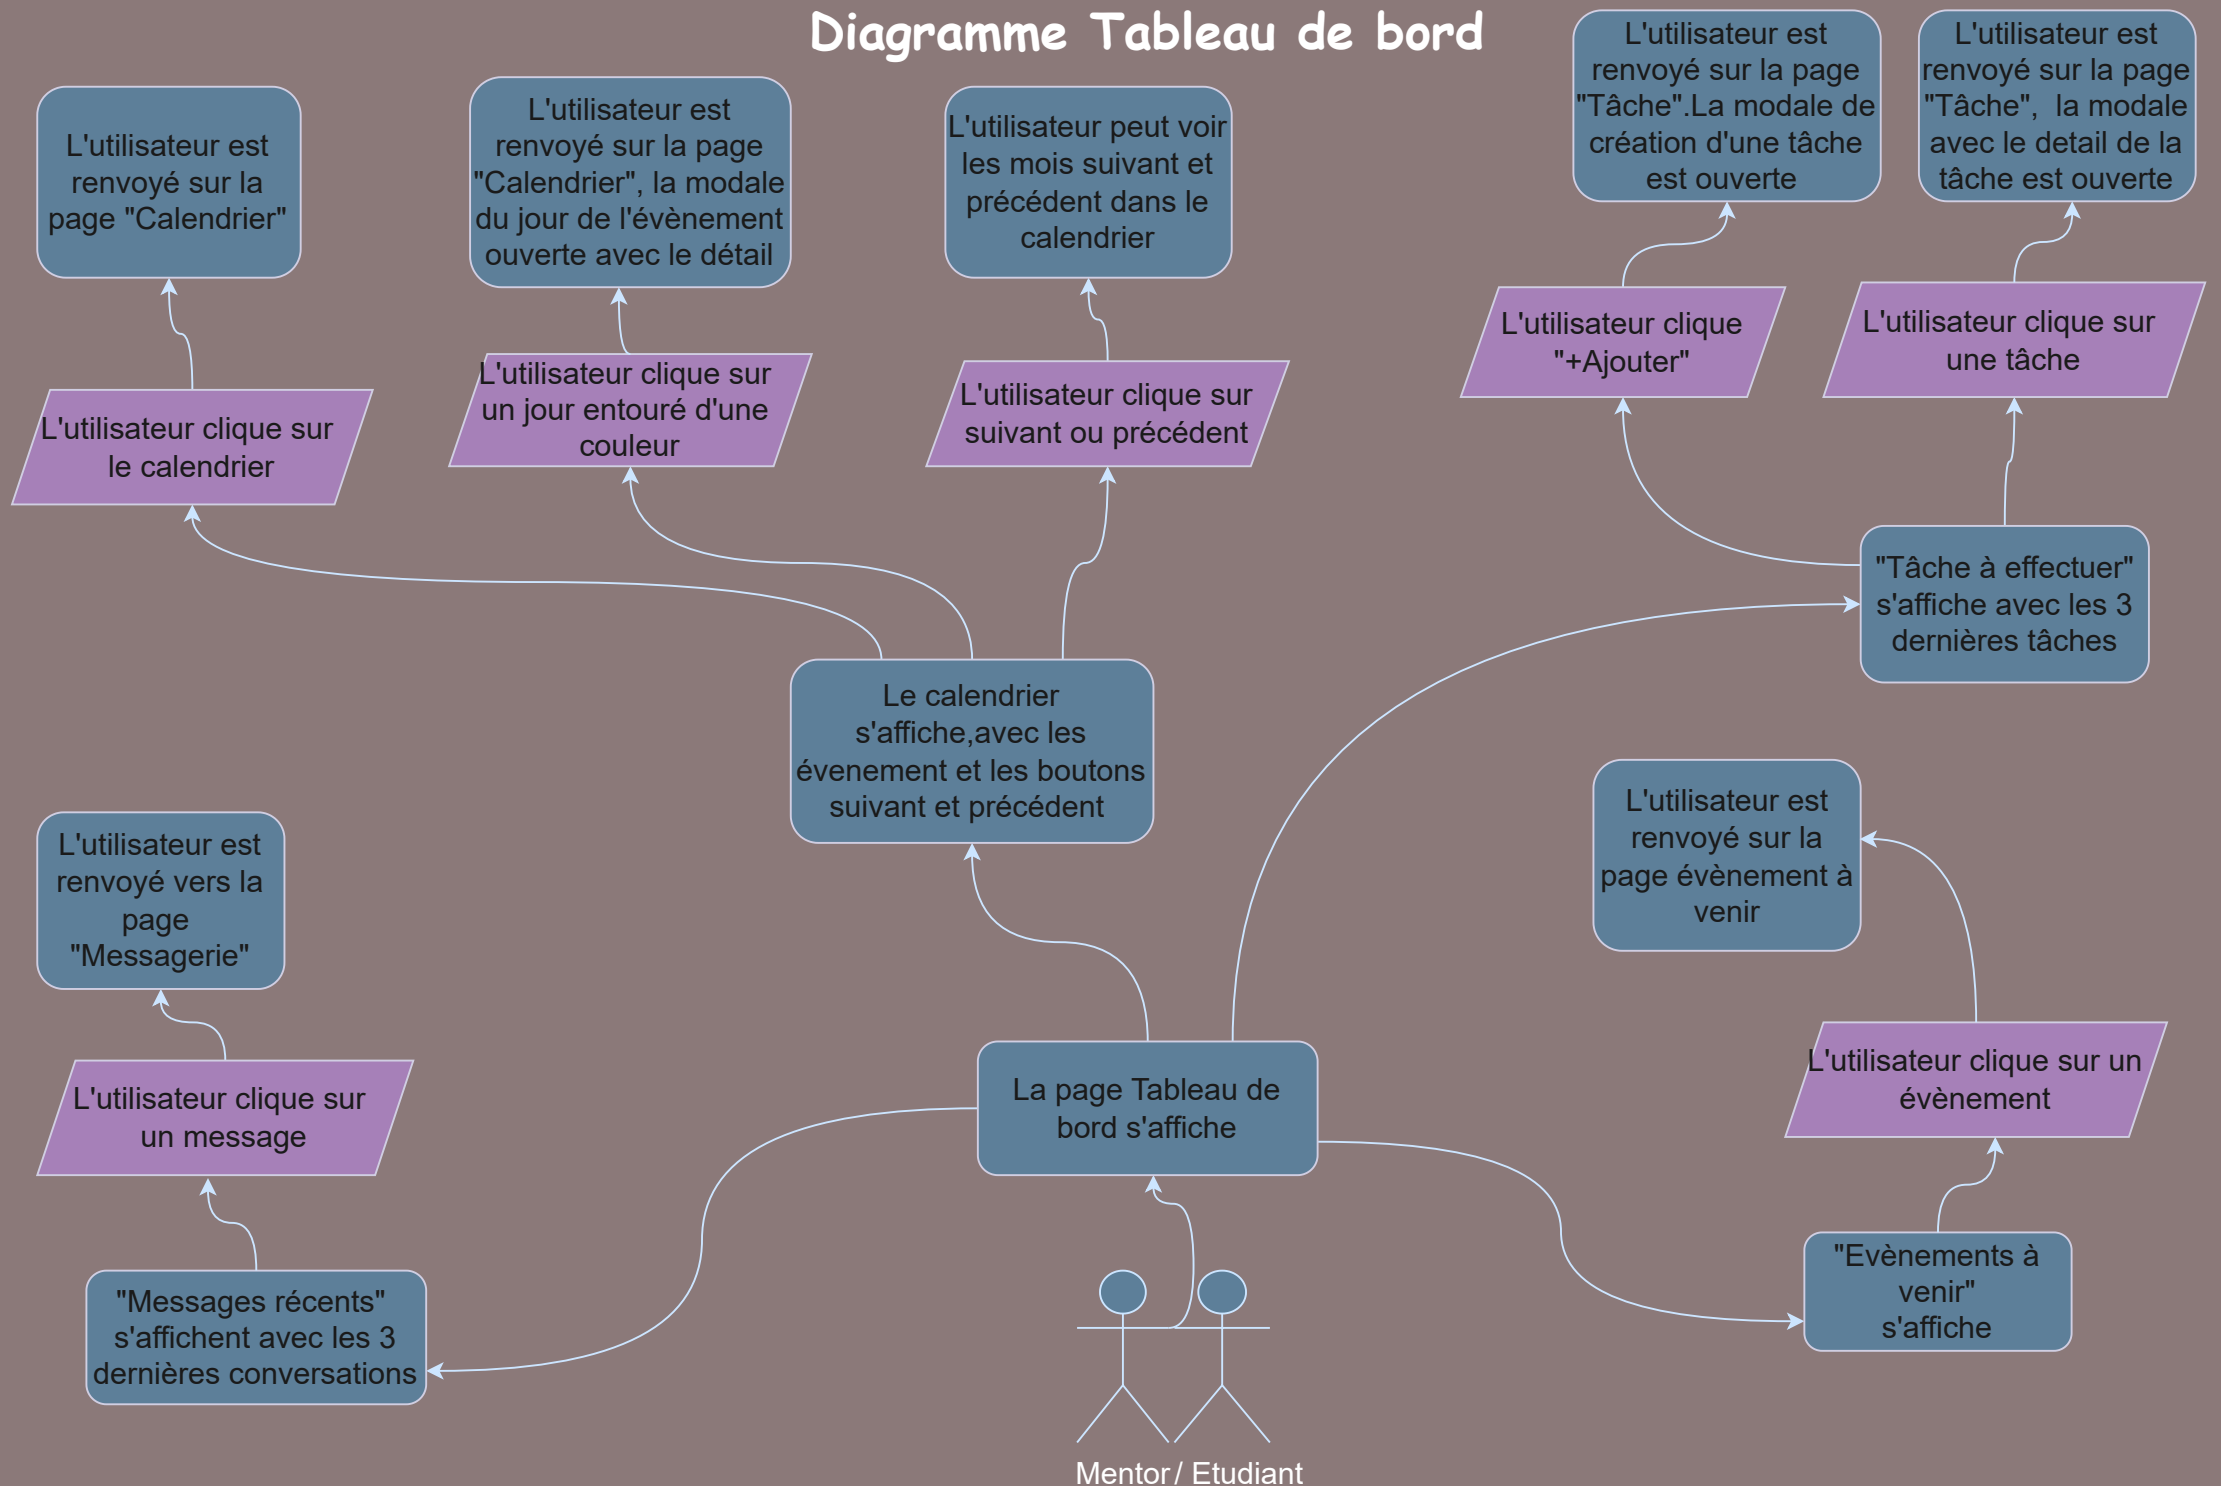 Diagramme Tableau de bord
L'utilisateur est
renvoyé sur la
page "Calendrier"
L'utilisateur est
renvoyé sur la page
"Calendrier", la modale
du jour de l'évènement
ouverte avec le détail
L'utilisateur peut voir
les mois suivant et
précédent dans le
calendrier
L'utilisateur est
renvoyé sur la page
"Tâche".La modale de
création d'une tâche
est ouverte
L'utilisateur est
renvoyé sur la page
"Tâche", la modale
avec le detail de la
tâche est ouverte
L'utilisateur clique sur
le calendrier
L'utilisateur clique sur
un jour entouré d'une
couleur
L'utilisateur clique sur
suivant ou précédent
L'utilisateur clique
"+Ajouter"
L'utilisateur clique sur
une tâche
"Tâche à effectuer"
s'affiche avec les 3
dernières tâches
Le calendrier
s'affiche,avec les
évenement et les boutons
suivant et précédent
L'utilisateur est
renvoyé vers la
page
"Messagerie"
L'utilisateur est
renvoyé sur la
page évènement à
venir
L'utilisateur clique sur
un message
La page Tableau de
bord s'affiche
L'utilisateur clique sur un
évènement
"Messages récents"
s'affichent avec les 3
dernières conversations
"Evènements à
venir"
s'affiche
Mentor / Etudiant